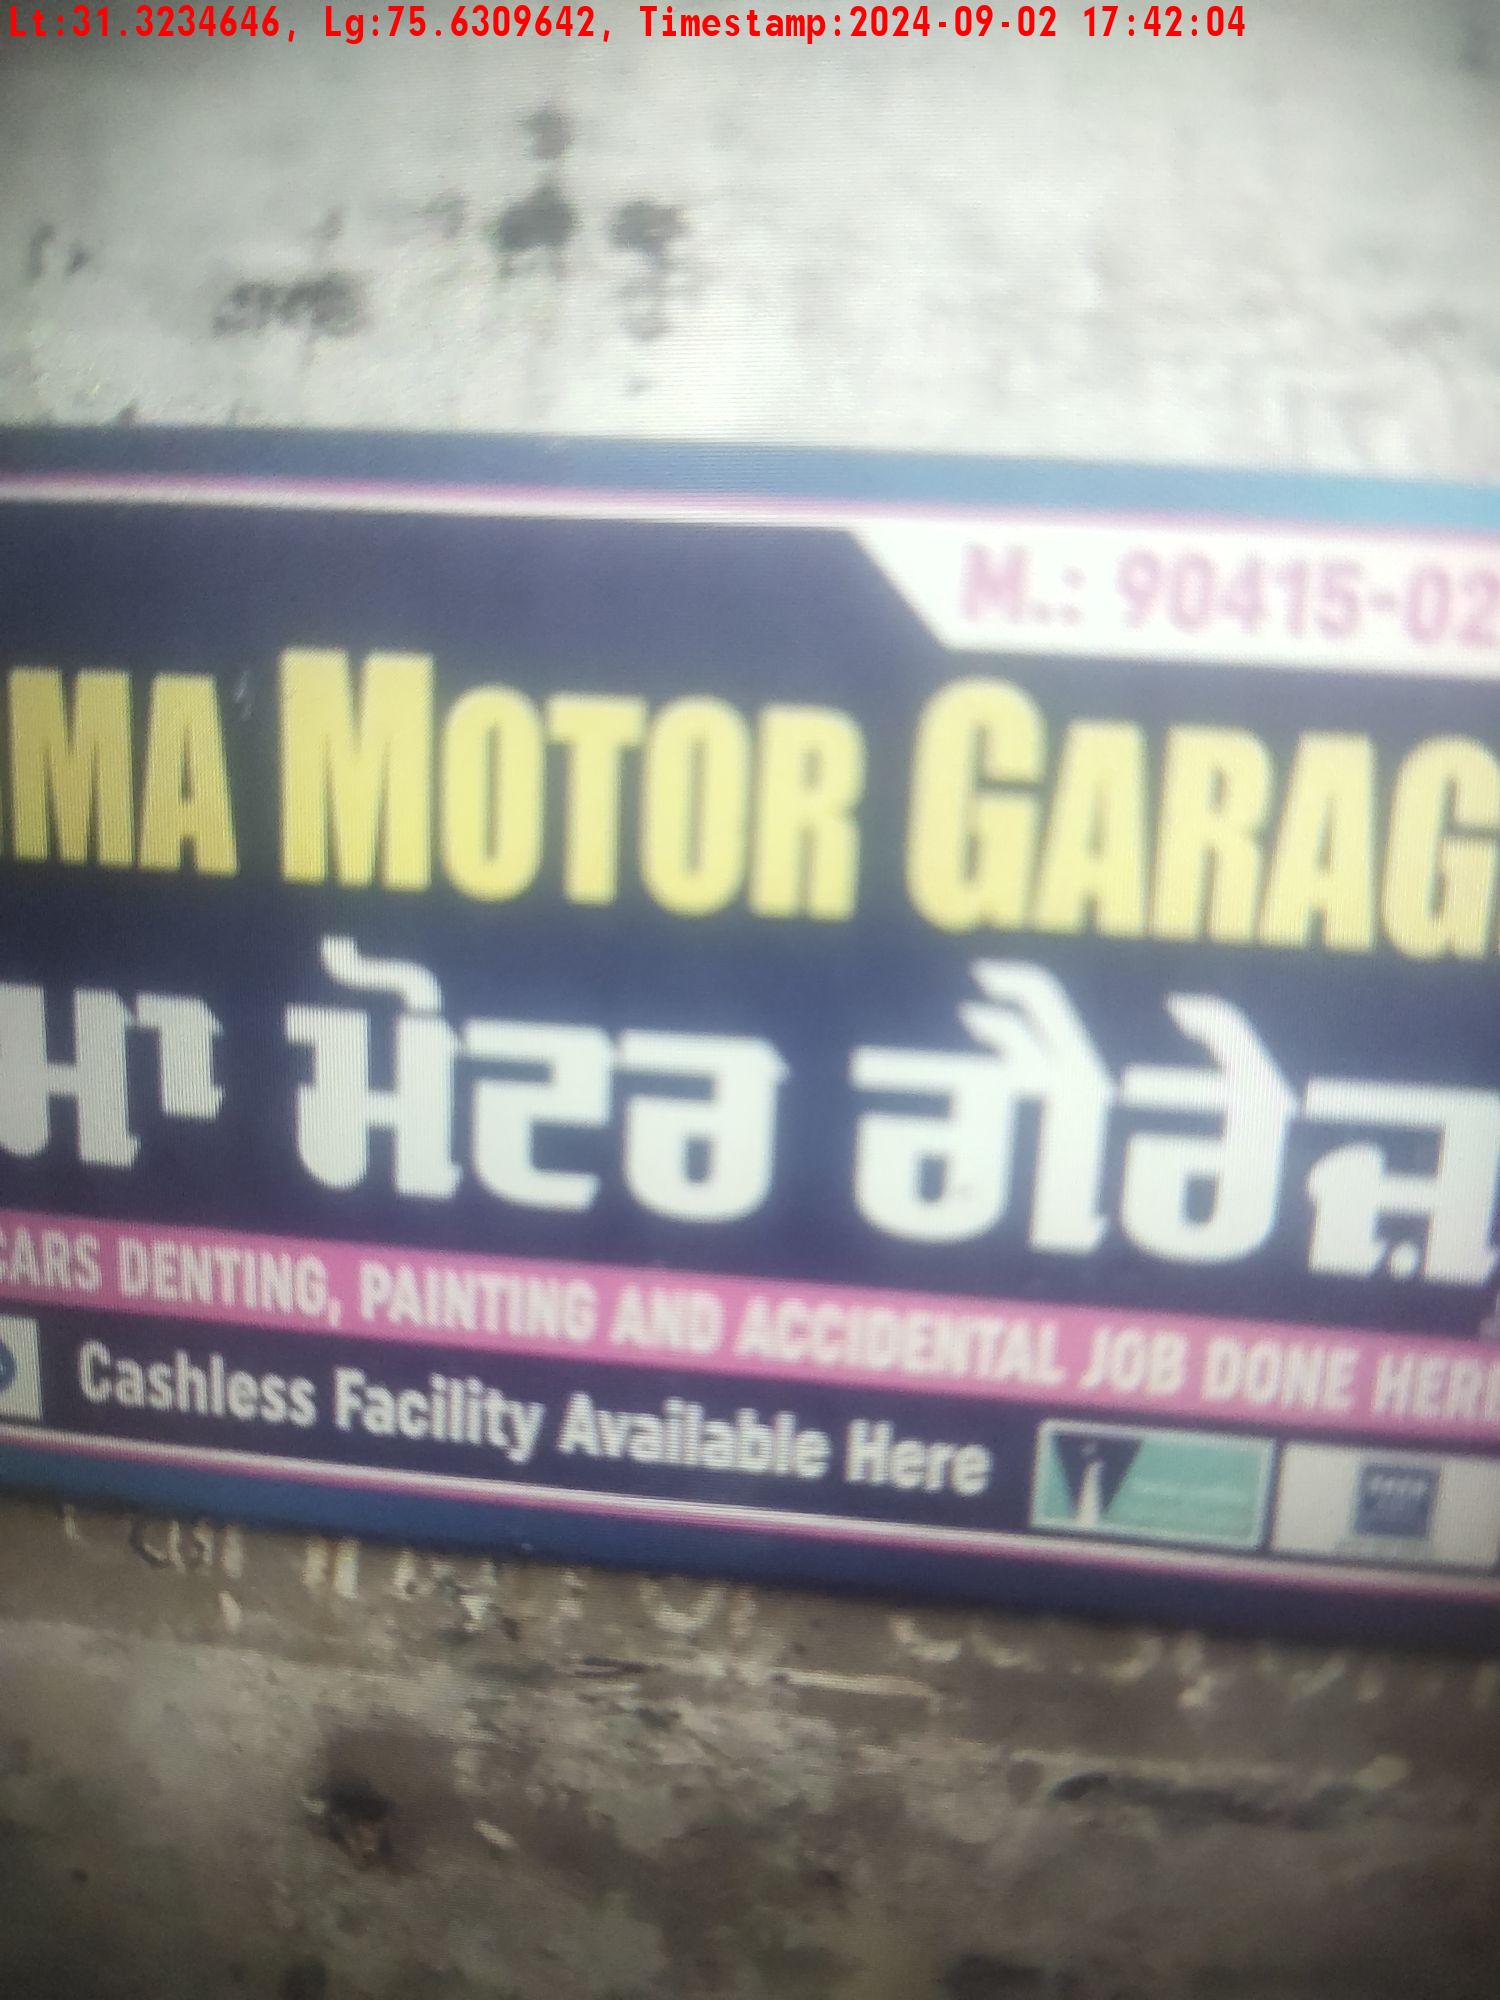 Lt:31.3234646, Lg:75.6309642, Timestamp:2024-09-02 17:42:04
M.: 90415-02
MA MOTOR GARAG
ਮਾ ਮੋਟਰ ਗੈਰੇਜ਼
CARS DENTING, PAINTING AND ACCIDENTAL JOB DONE HERE
Cashless Facility Available Here